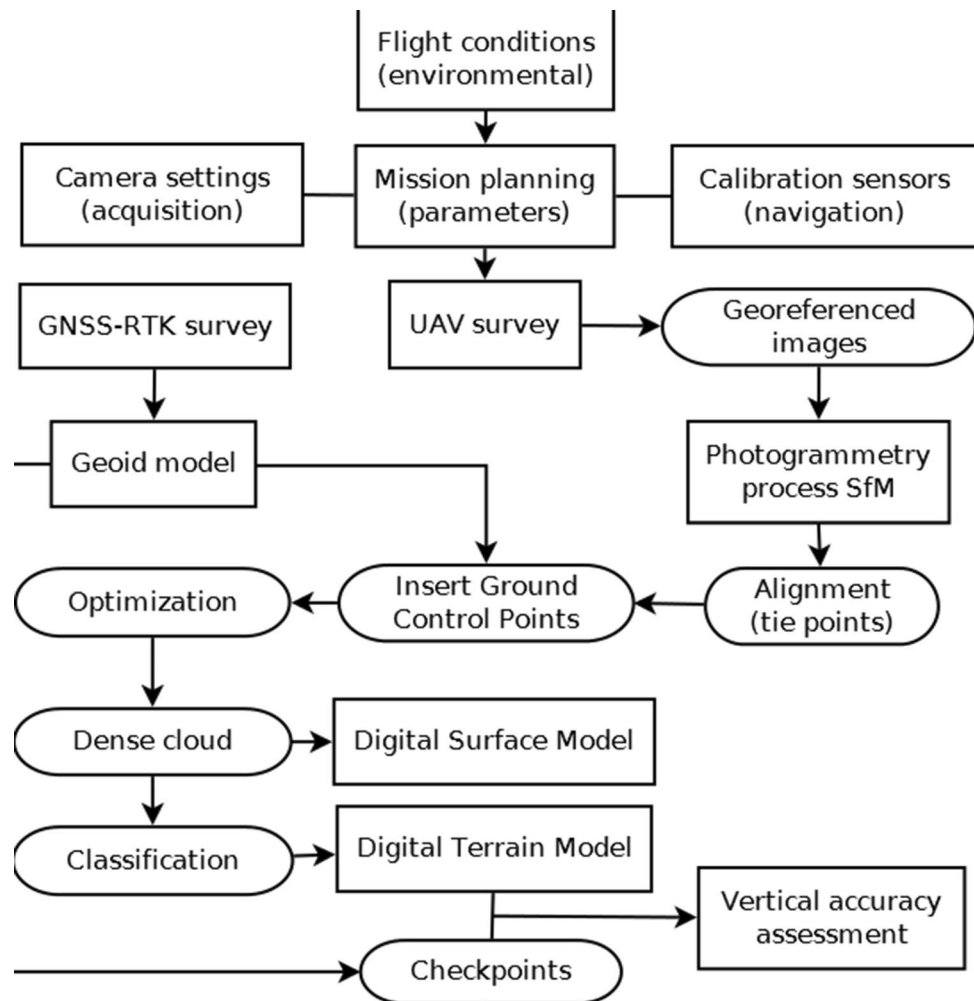 Flight conditions
(environmental)
Camera settings
(acquisition)
Mission planning
(parameters)
Calibration sensors
(navigation)
GNSS-RTK survey
UAV survey
Georeferenced
images
Geoid model
Photogrammetry
process SfM
Optimization
Insert Ground
Control Points
Alignment
(tie points)
Dense cloud
Digital Surface Model
Classification
Digital Terrain Model
Vertical accuracy
assessment
Checkpoints